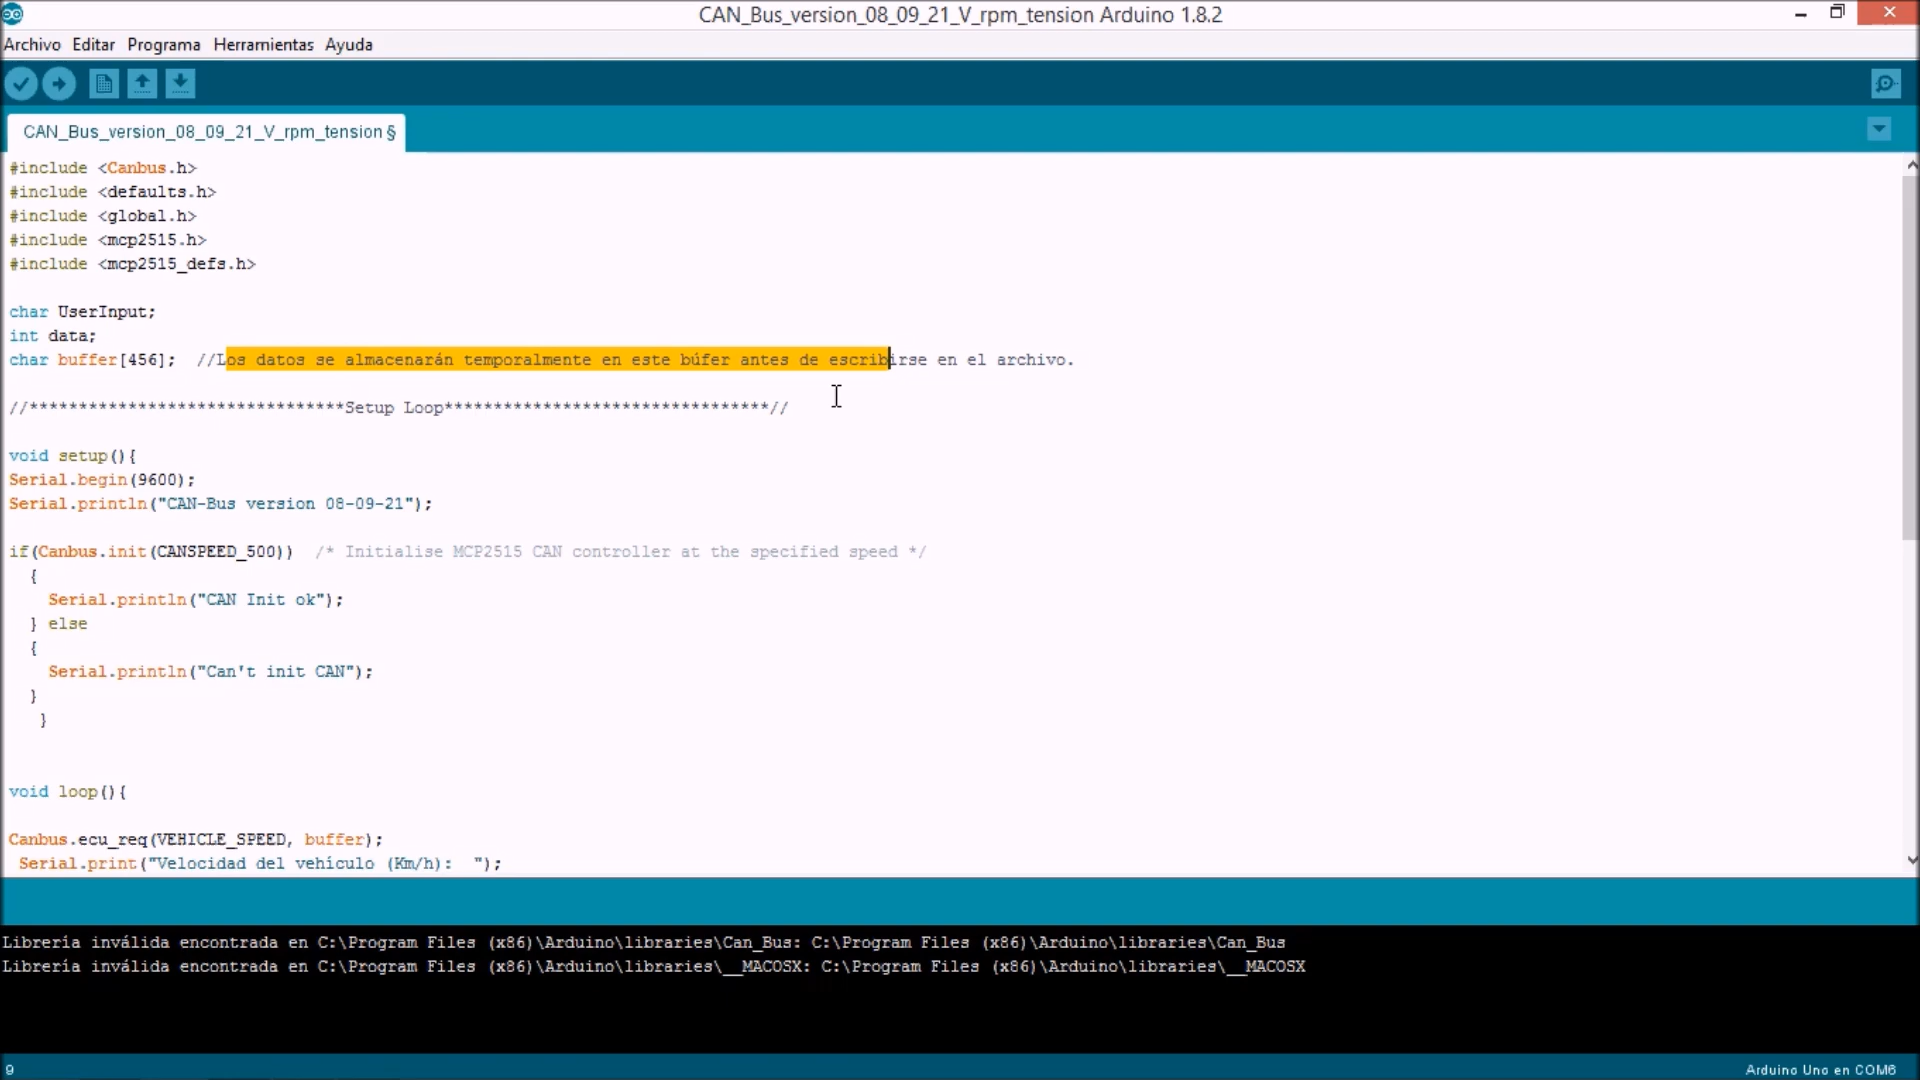 CAN_Bus_version_08_09_21_V_rpm_tension Arduino 1.8.2
Archivo Editar Programa Herramientas Ayuda
CAN_Bus_version_08_09_21_V_rpm_tension §
#include <Canbus.h>
#include <defaults.h>
#include <global.h>
#include <mcp2515.h>
#include <mcp2515_defs.h>
char UserInput;
int data;
char buffer[456];  //Los datos se almacenarán temporalmente en este búfer antes de escribirse en el archivo.
//********************************Setup Loop*********************************//
void setup(){
Serial.begin(9600);
Serial.println("CAN-Bus version 08-09-21");
if(Canbus.init(CANSPEED_500))  /* Initialise MCP2515 CAN controller at the specified speed */
{
Serial.println("CAN Init ok");
} else
{
Serial.println("Can't init CAN");
}
}
void loop(){
Canbus.ecu_req(VEHICLE_SPEED, buffer);
Serial.print("Velocidad del vehículo (Km/h):  ");
Librería inválida encontrada en C:\Program Files (x86)\Arduino\libraries\Can_Bus: C:\Program Files (x86)\Arduino\libraries\Can_Bus
Librería inválida encontrada en C:\Program Files (x86)\Arduino\libraries\__MACOSX: C:\Program Files (x86)\Arduino\libraries\__MACOSX
9
Arduino Uno en COM6